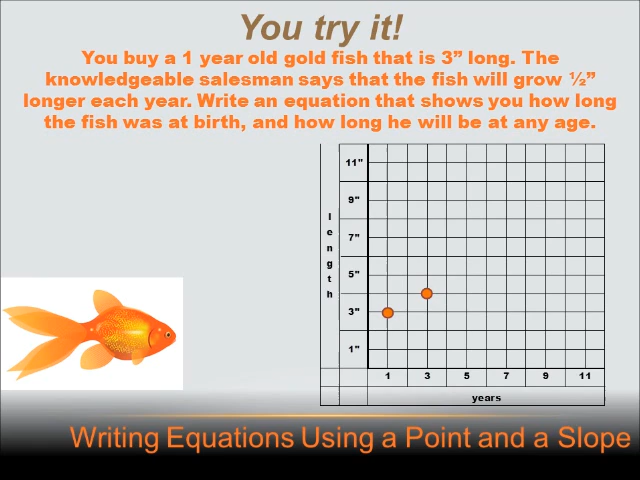 You try it!
You buy a 1 year old gold fish that is 3” long. The
knowledgeable salesman says that the fish will grow ½”
longer each year. Write an equation that shows you how long
the fish was at birth, and how long he will be at any age.
length
11"
9"
7"
5"
3"
1"
1 3 5 7 9 11
years
Writing Equations Using a Point and a Slope